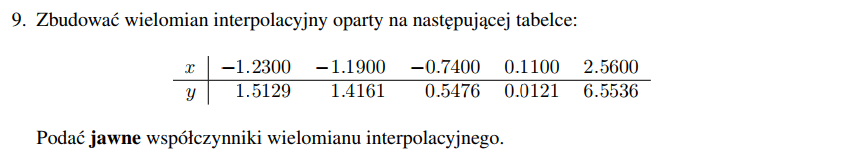 9. Zbudować wielomian interpolacyjny oparty na następującej tabelce:
x −1.2300 −1.1900 −0.7400 0.1100 2.5600
y 1.5129 1.4161 0.5476 0.0121 6.5536
Podać jawne współczynniki wielomianu interpolacyjnego.